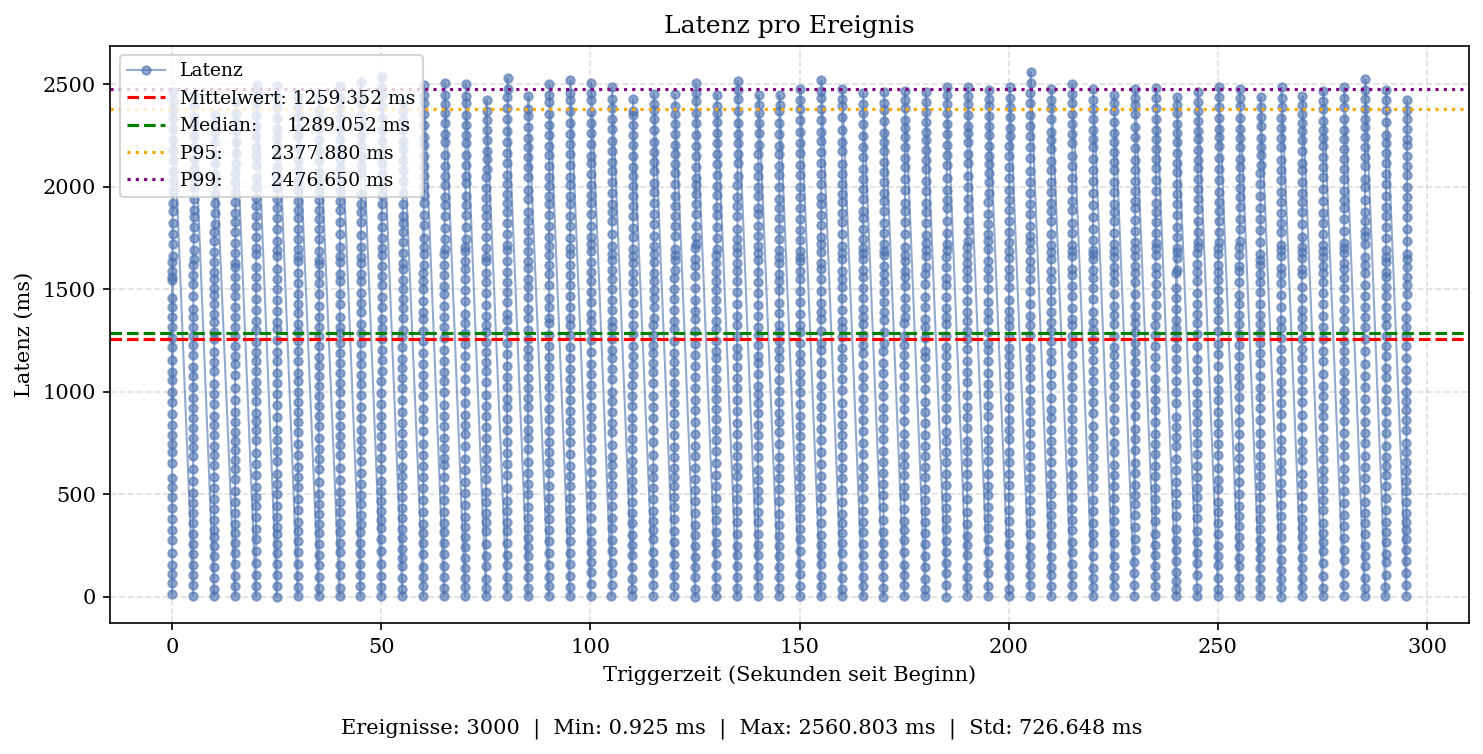 Latenz pro Ereignis
Latenz
Mittelwert: 1259.352 ms
Median: 1289.052 ms
P95: 2377.880 ms
P99: 2476.650 ms
Latenz (ms)
2500
2000
1500
1000
500
0
0 50 100 150 200 250 300
Triggerzeit (Sekunden seit Beginn)
Ereignisse: 3000 | Min: 0.925 ms | Max: 2560.803 ms | Std: 726.648 ms